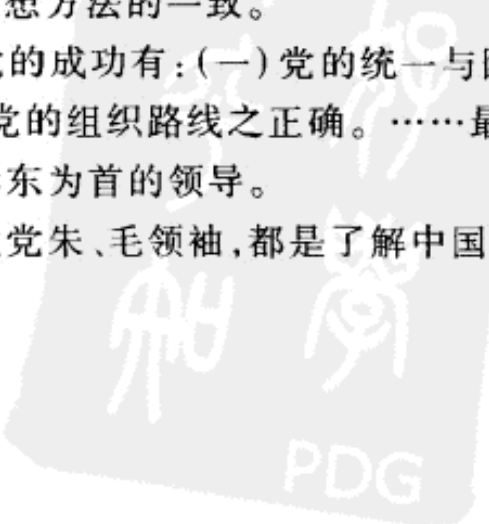 想方法的一致。
的成功有：(一)党的统一与
党的组织路线之正确。……最
东为首的领导。
党朱、毛领袖,都是了解中国
PDG